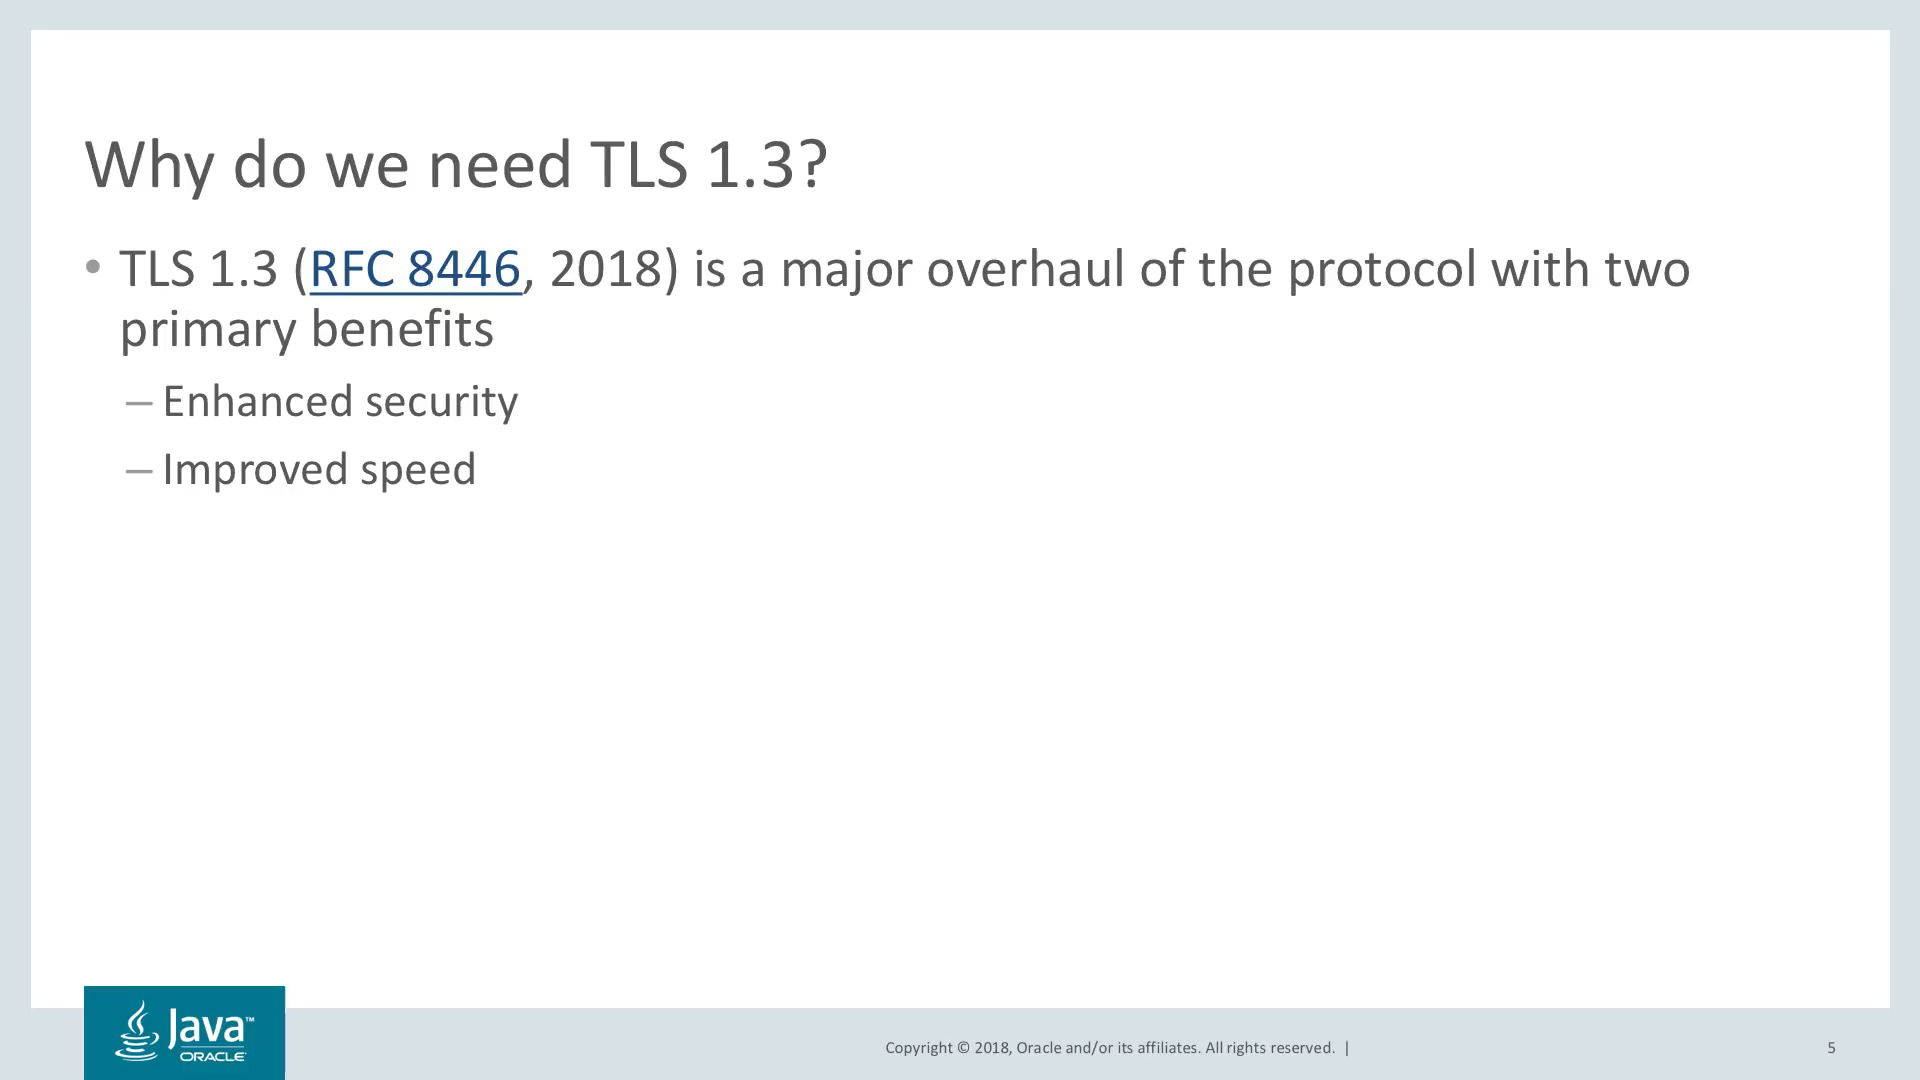 Why do we need TLS 1.3?
• TLS 1.3 (RFC 8446, 2018) is a major overhaul of the protocol with two
primary benefits
– Enhanced security
– Improved speed
Java™
ORACLE
Copyright © 2018, Oracle and/or its affiliates. All rights reserved. |
5